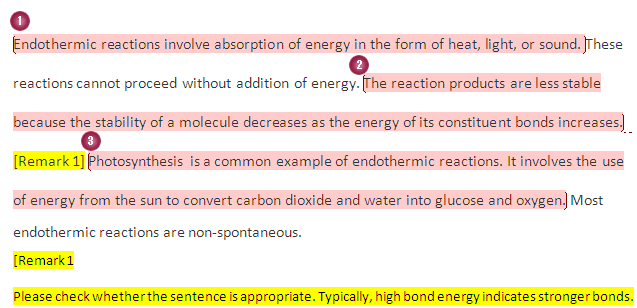 1
Endothermic reactions involve absorption of energy in the form of heat, light, or sound. These
2
reactions cannot proceed without addition of energy. The reaction products are less stable
because the stability of a molecule decreases as the energy of its constituent bonds increases.
3
[Remark 1] Photosynthesis is a common example of endothermic reactions. It involves the use
of energy from the sun to convert carbon dioxide and water into glucose and oxygen. Most
endothermic reactions are non-spontaneous.
[Remark 1
Please check whether the sentence is appropriate. Typically, high bond energy indicates stronger bonds.